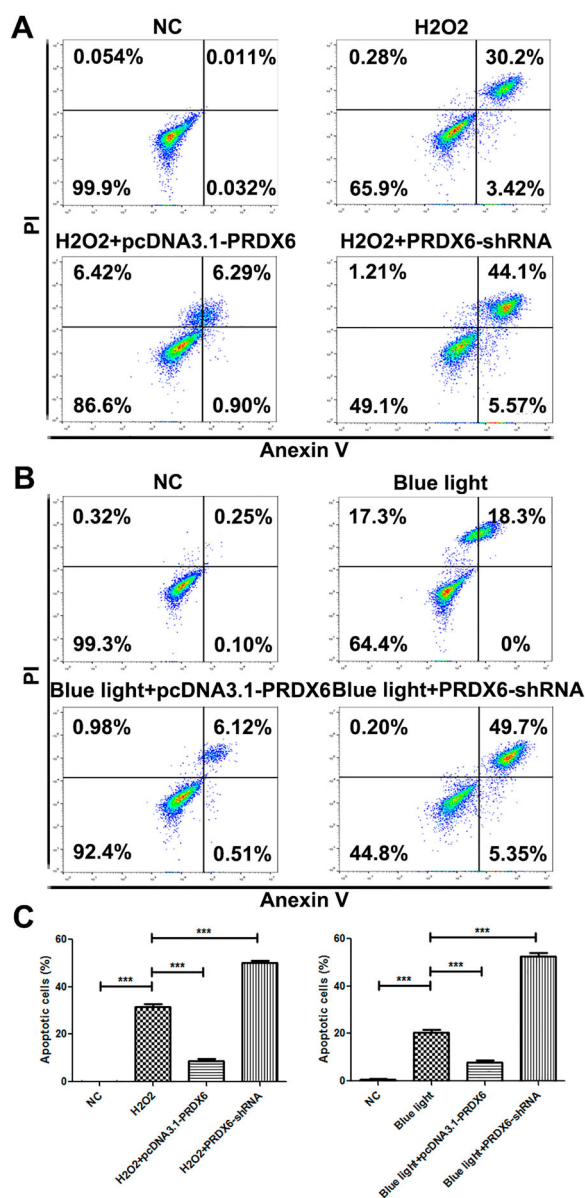 A
NC
H2O2
0.054%
0.011%
0.28%
30.2%
99.9%
0.032%
65.9%
3.42%
H2O2+pcDNA3.1-PRDX6
H2O2+PRDX6-shRNA
6.42%
6.29%
1.21%
44.1%
86.6%
0.90%
49.1%
5.57%
PI
Anexin V
B
NC
Blue light
0.32%
0.25%
17.3%
18.3%
99.3%
0.10%
64.4%
0%
Blue light+pcDNA3.1-PRDX6
Blue light+PRDX6-shRNA
0.98%
6.12%
0.20%
49.7%
92.4%
0.51%
44.8%
5.35%
PI
Anexin V
C
Apoptotic cells (%)
60
40
20
0
***
***
***
NC
H2O2
H2O2+pcDNA3.1-PRDX6
H2O2+PRDX6-shRNA
Apoptotic cells (%)
60
40
20
0
***
***
***
NC
Blue light
Blue light+pcDNA3.1-PRDX6
Blue light+PRDX6-shRNA